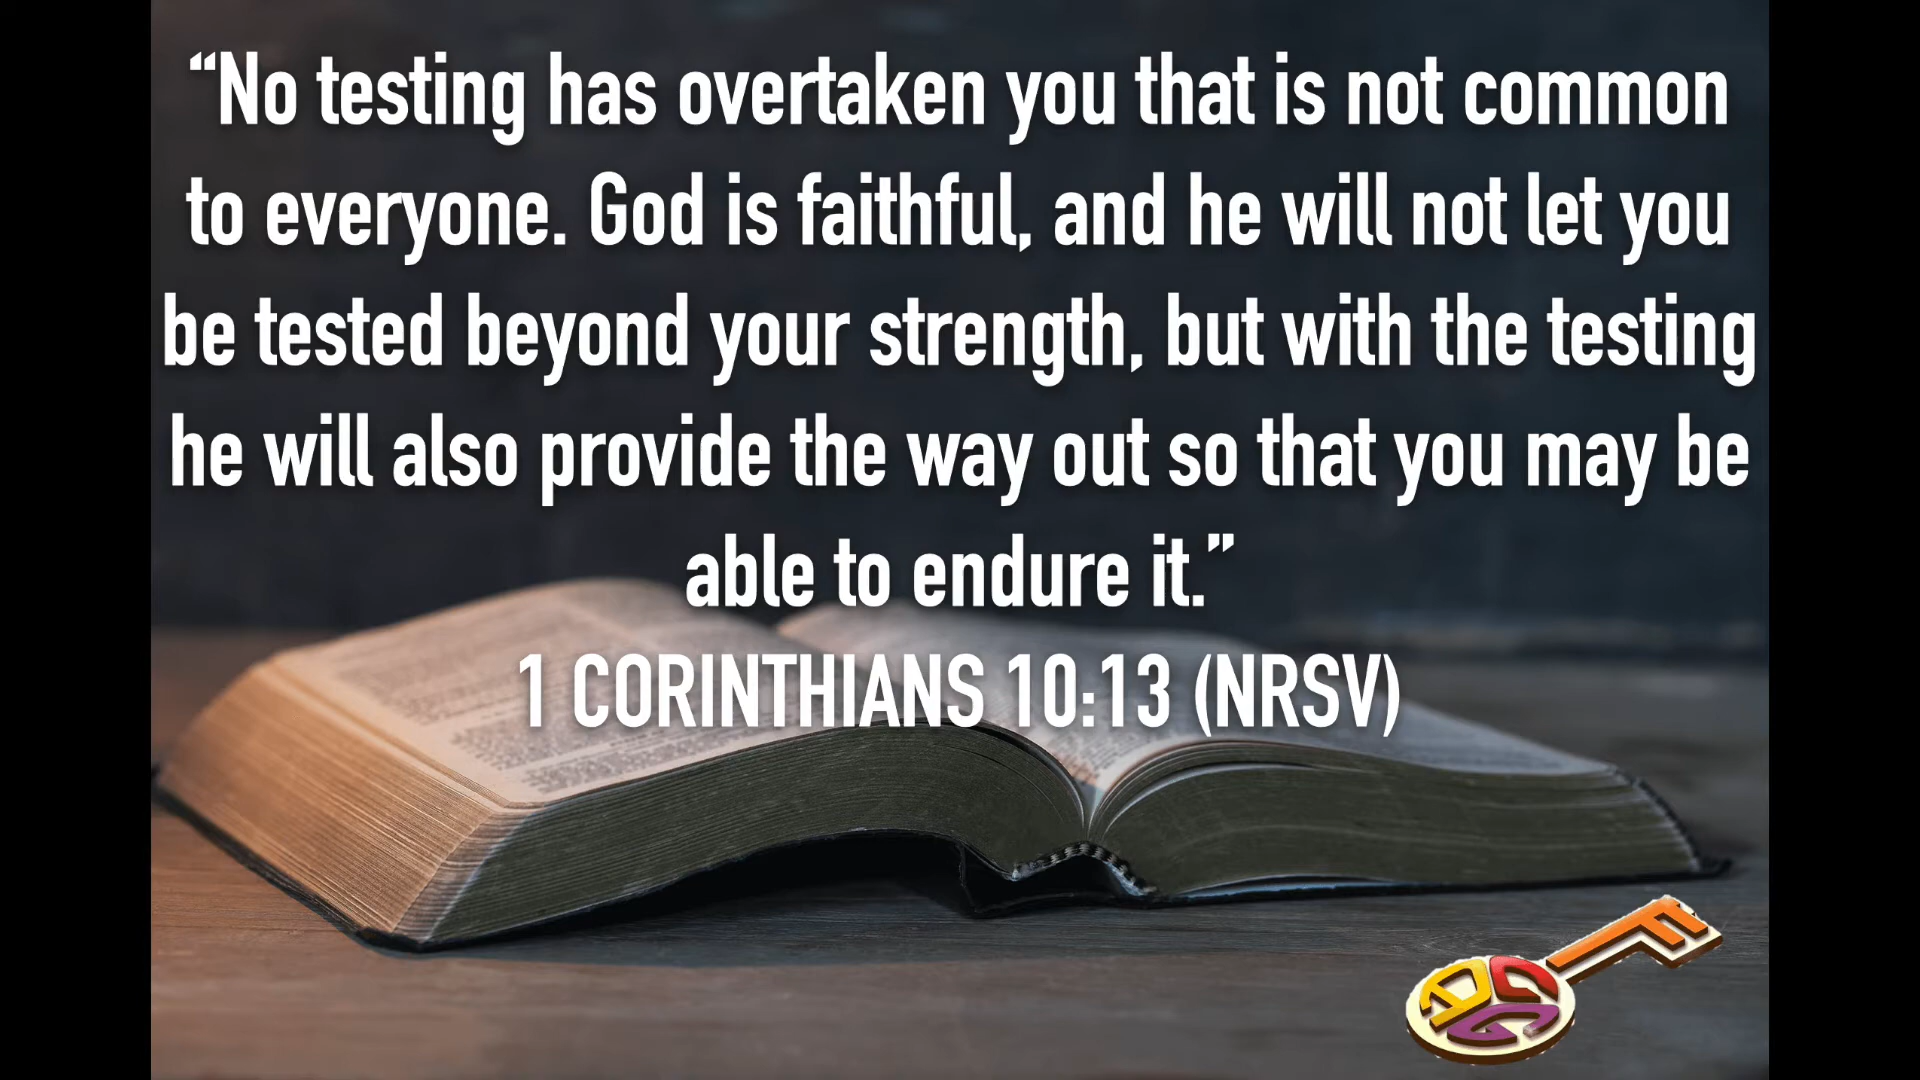 “No testing has overtaken you that is not common
to everyone. God is faithful, and he will not let you
be tested beyond your strength, but with the testing
he will also provide the way out so that you may be
able to endure it.”
1 CORINTHIANS 10:13 (NRSV)